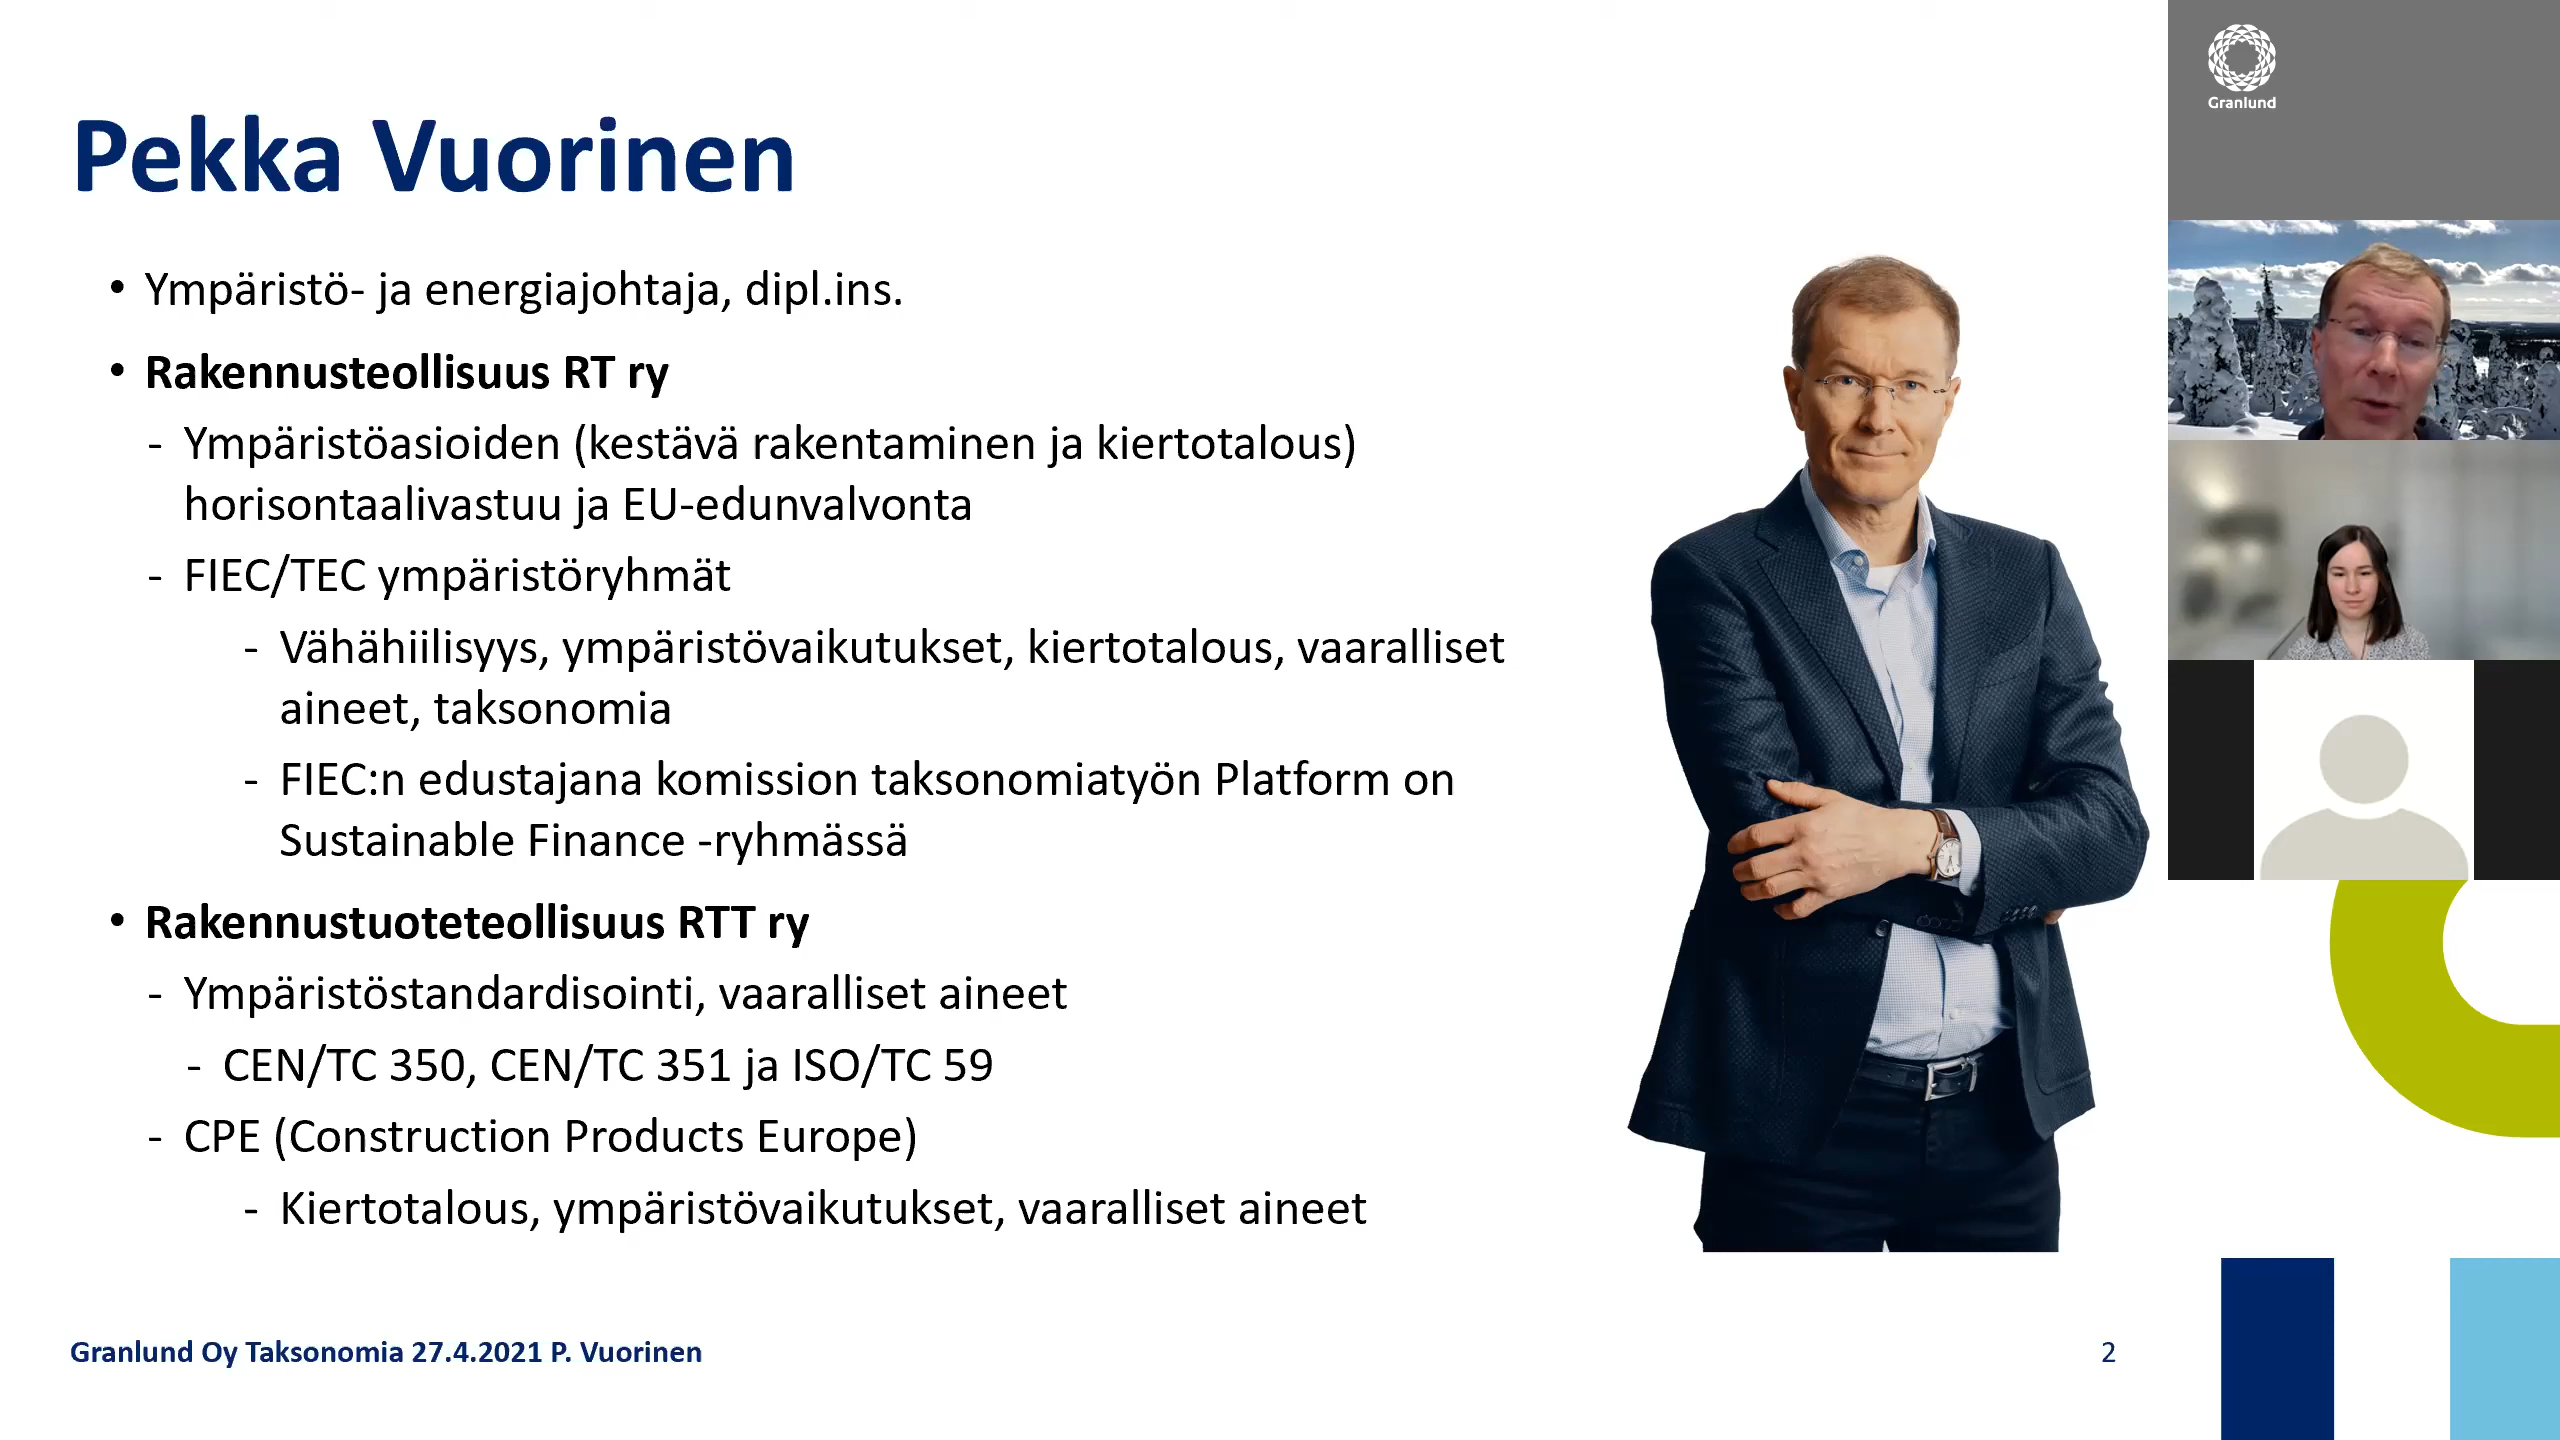 Pekka Vuorinen
• Ympäristö- ja energiajohtaja, dipl.ins.
• Rakennusteollisuus RT ry
- Ympäristöasioiden (kestävä rakentaminen ja kiertotalous)
horisontaalivastuu ja EU-edunvalvonta
- FIEC/TEC ympäristöryhmät
- Vähähiilisyys, ympäristövaikutukset, kiertotalous, vaaralliset
aineet, taksonomia
- FIEC:n edustajana komission taksonomiatyön Platform on
Sustainable Finance -ryhmässä
• Rakennustuoteteollisuus RTT ry
- Ympäristöstandardisointi, vaaralliset aineet
- CEN/TC 350, CEN/TC 351 ja ISO/TC 59
- CPE (Construction Products Europe)
- Kiertotalous, ympäristövaikutukset, vaaralliset aineet
Granlund Oy Taksonomia 27.4.2021 P. Vuorinen
2
Granlund